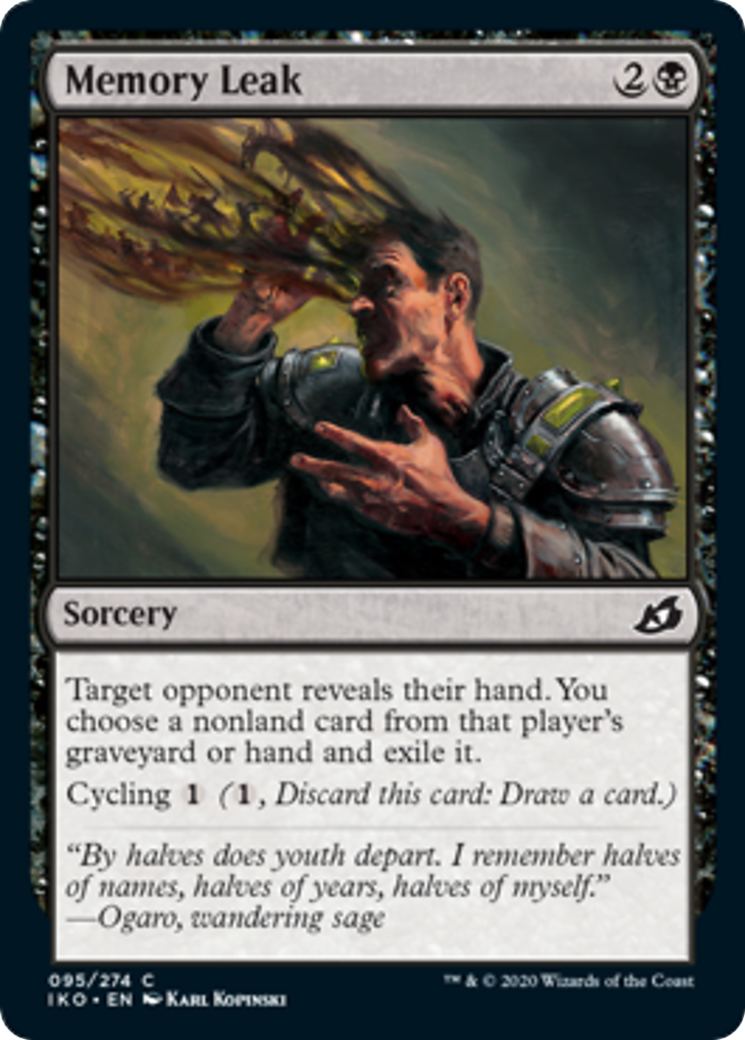 Memory Leak 2
Sorcery
Target opponent reveals their hand. You
choose a nonland card from that player's
graveyard or hand and exile it.
Cycling 1 (1, Discard this card: Draw a card.)
"By halves does youth depart. I remember halves
of names, halves of years, halves of myself."
—Ogaro, wandering sage
095/274 C
™ & © 2020 Wizards of the Coast
IKO • EN Karl Kopinski